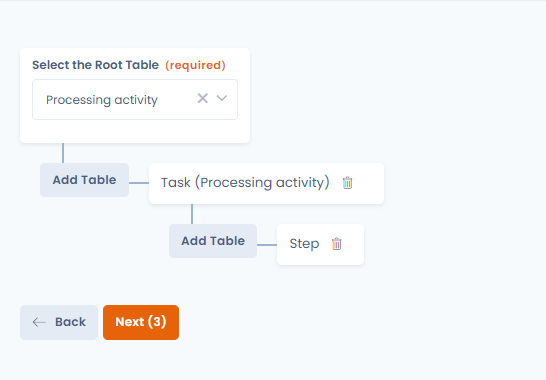 Select the Root Table (required)
Processing activity
Add Table
Task (Processing activity)
Add Table
Step
Back
Next (3)